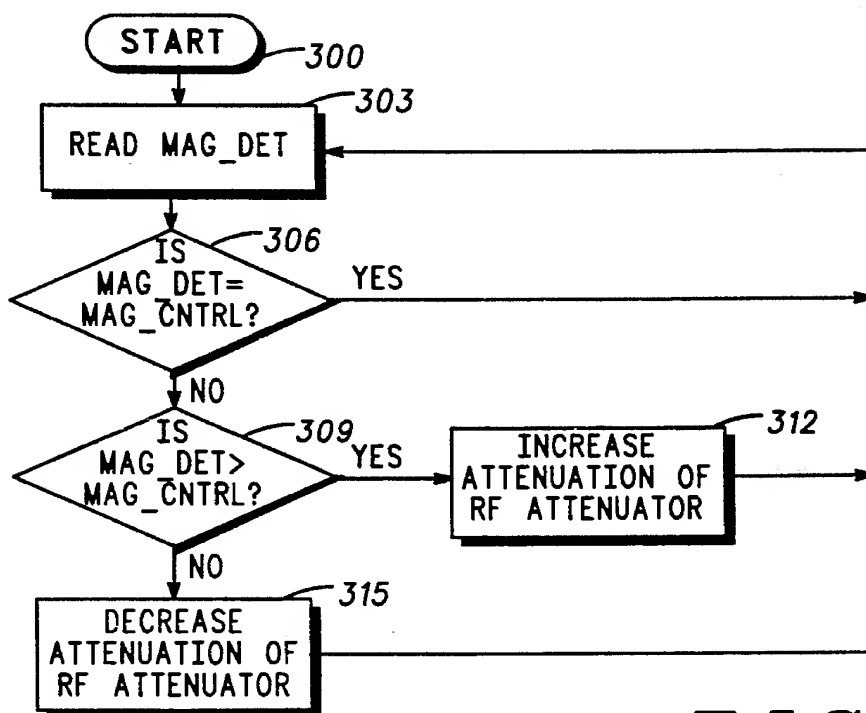 START
300
303
READ MAG_DET
306
IS
MAG_DET=
MAG_CNTRL?
YES
NO
309
IS
MAG_DET>
MAG_CNTRL?
YES
312
INCREASE
ATTENUATION OF
RF ATTENUATOR
NO
315
DECREASE
ATTENUATION OF
RF ATTENUATOR